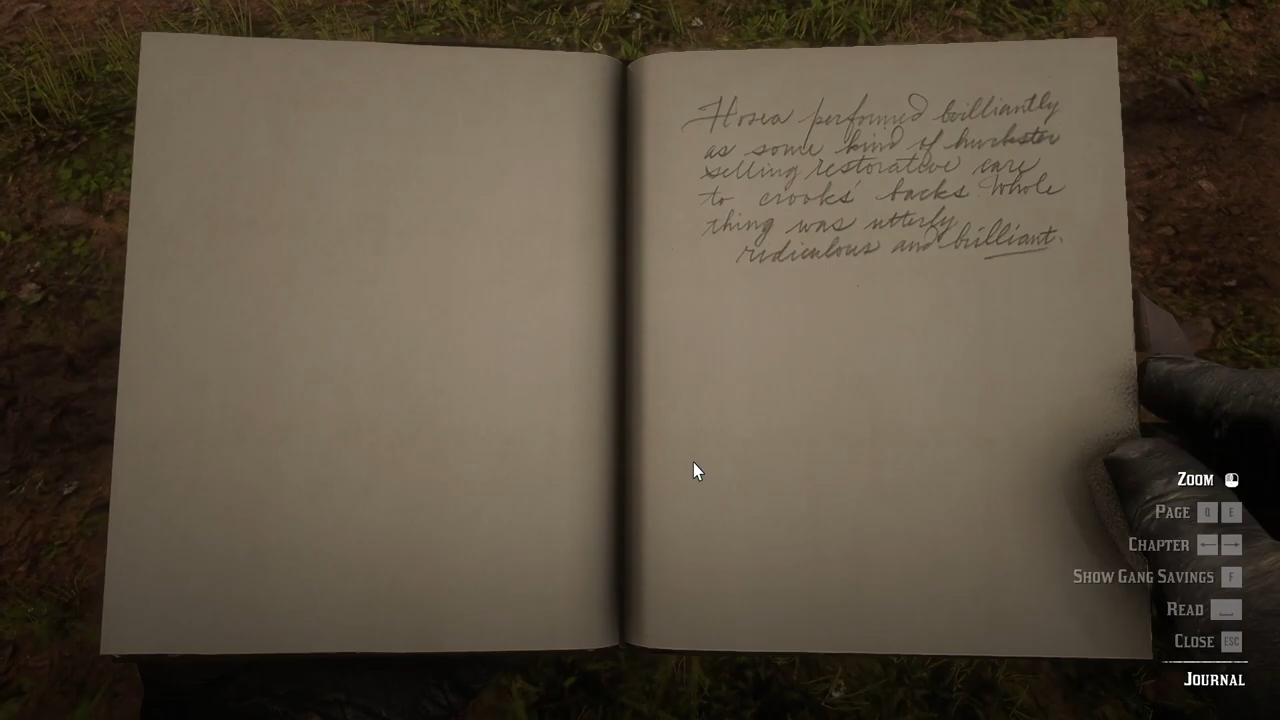 Hosea performed brilliantly
as some kind of huckster
selling restorative care
to crooks' backs Whole
thing was utterly
ridiculous and brilliant.
ZOOM
PAGE Q E
CHAPTER ← →
SHOW GANG SAVINGS F
READ
CLOSE ESC
JOURNAL